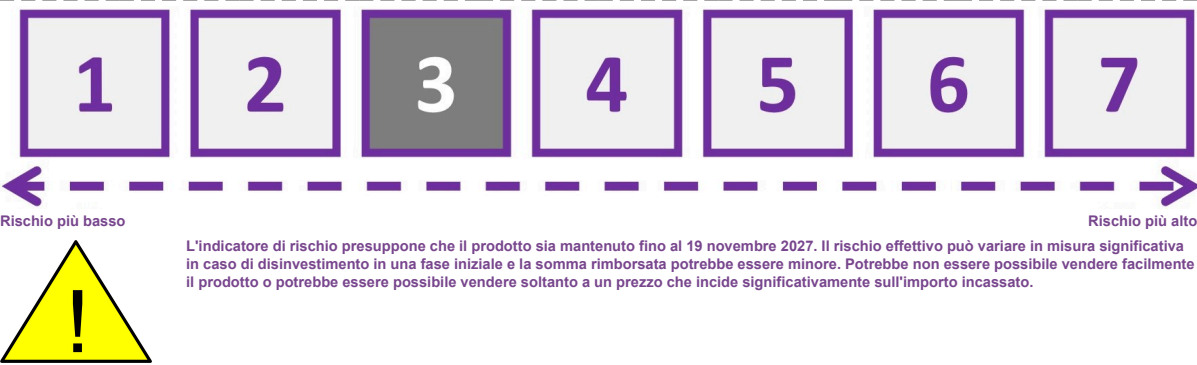 1 2 3 4 5 6 7
Rischio più basso Rischio più alto
L'indicatore di rischio presuppone che il prodotto sia mantenuto fino al 19 novembre 2027. Il rischio effettivo può variare in misura significativa
in caso di disinvestimento in una fase iniziale e la somma rimborsata potrebbe essere minore. Potrebbe non essere possibile vendere facilmente
il prodotto o potrebbe essere possibile vendere soltanto a un prezzo che incide significativamente sull'importo incassato.
!